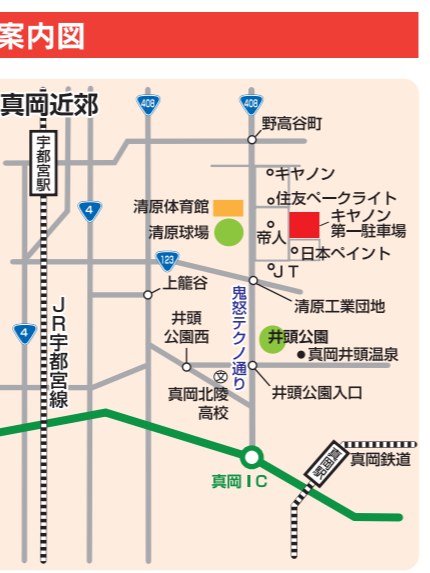 案内図
真岡近郊
408
408
野高谷町
宇都宮駅
キヤノン
住友ベークライト
4
清原体育館
キヤノン
第一駐車場
清原球場
帝人
日本ペイント
123
JT
上籠谷
鬼怒テクノ通り
清原工業団地
JR宇都宮線
井頭
公園西
4
井頭公園
真岡井頭温泉
文
真岡北陵
高校
井頭公園入口
真岡IC
真岡駅
真岡鉄道